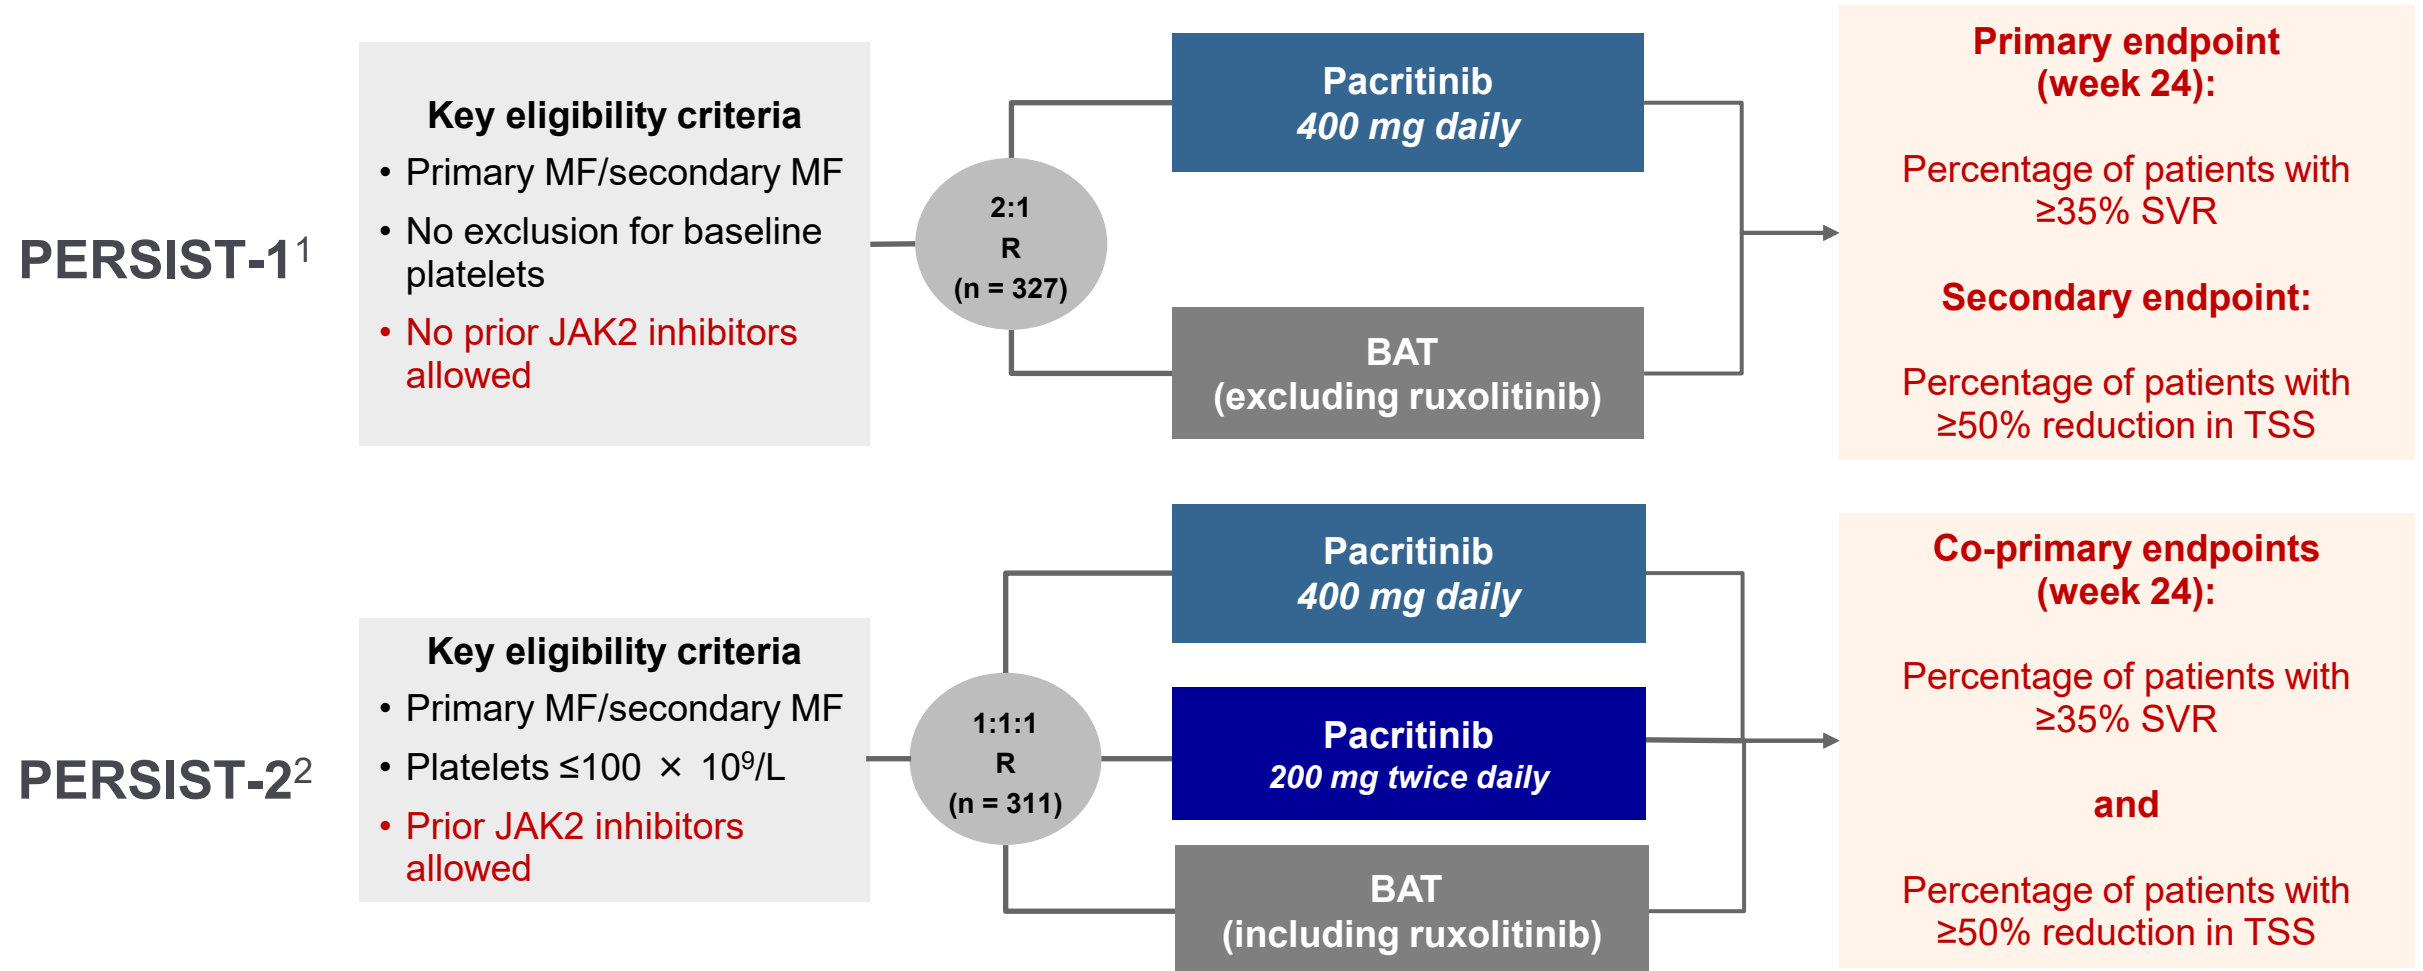 PERSIST-1¹
Key eligibility criteria
• Primary MF/secondary MF
• No exclusion for baseline
platelets
• No prior JAK2 inhibitors
allowed
2:1
R
(n = 327)
Pacritinib
400 mg daily
BAT
(excluding ruxolitinib)
Primary endpoint
(week 24):
Percentage of patients with
≥35% SVR
Secondary endpoint:
Percentage of patients with
≥50% reduction in TSS
PERSIST-2²
Key eligibility criteria
• Primary MF/secondary MF
• Platelets ≤100 × 10⁹/L
• Prior JAK2 inhibitors
allowed
1:1:1
R
(n = 311)
Pacritinib
400 mg daily
Pacritinib
200 mg twice daily
BAT
(including ruxolitinib)
Co-primary endpoints
(week 24):
Percentage of patients with
≥35% SVR
and
Percentage of patients with
≥50% reduction in TSS